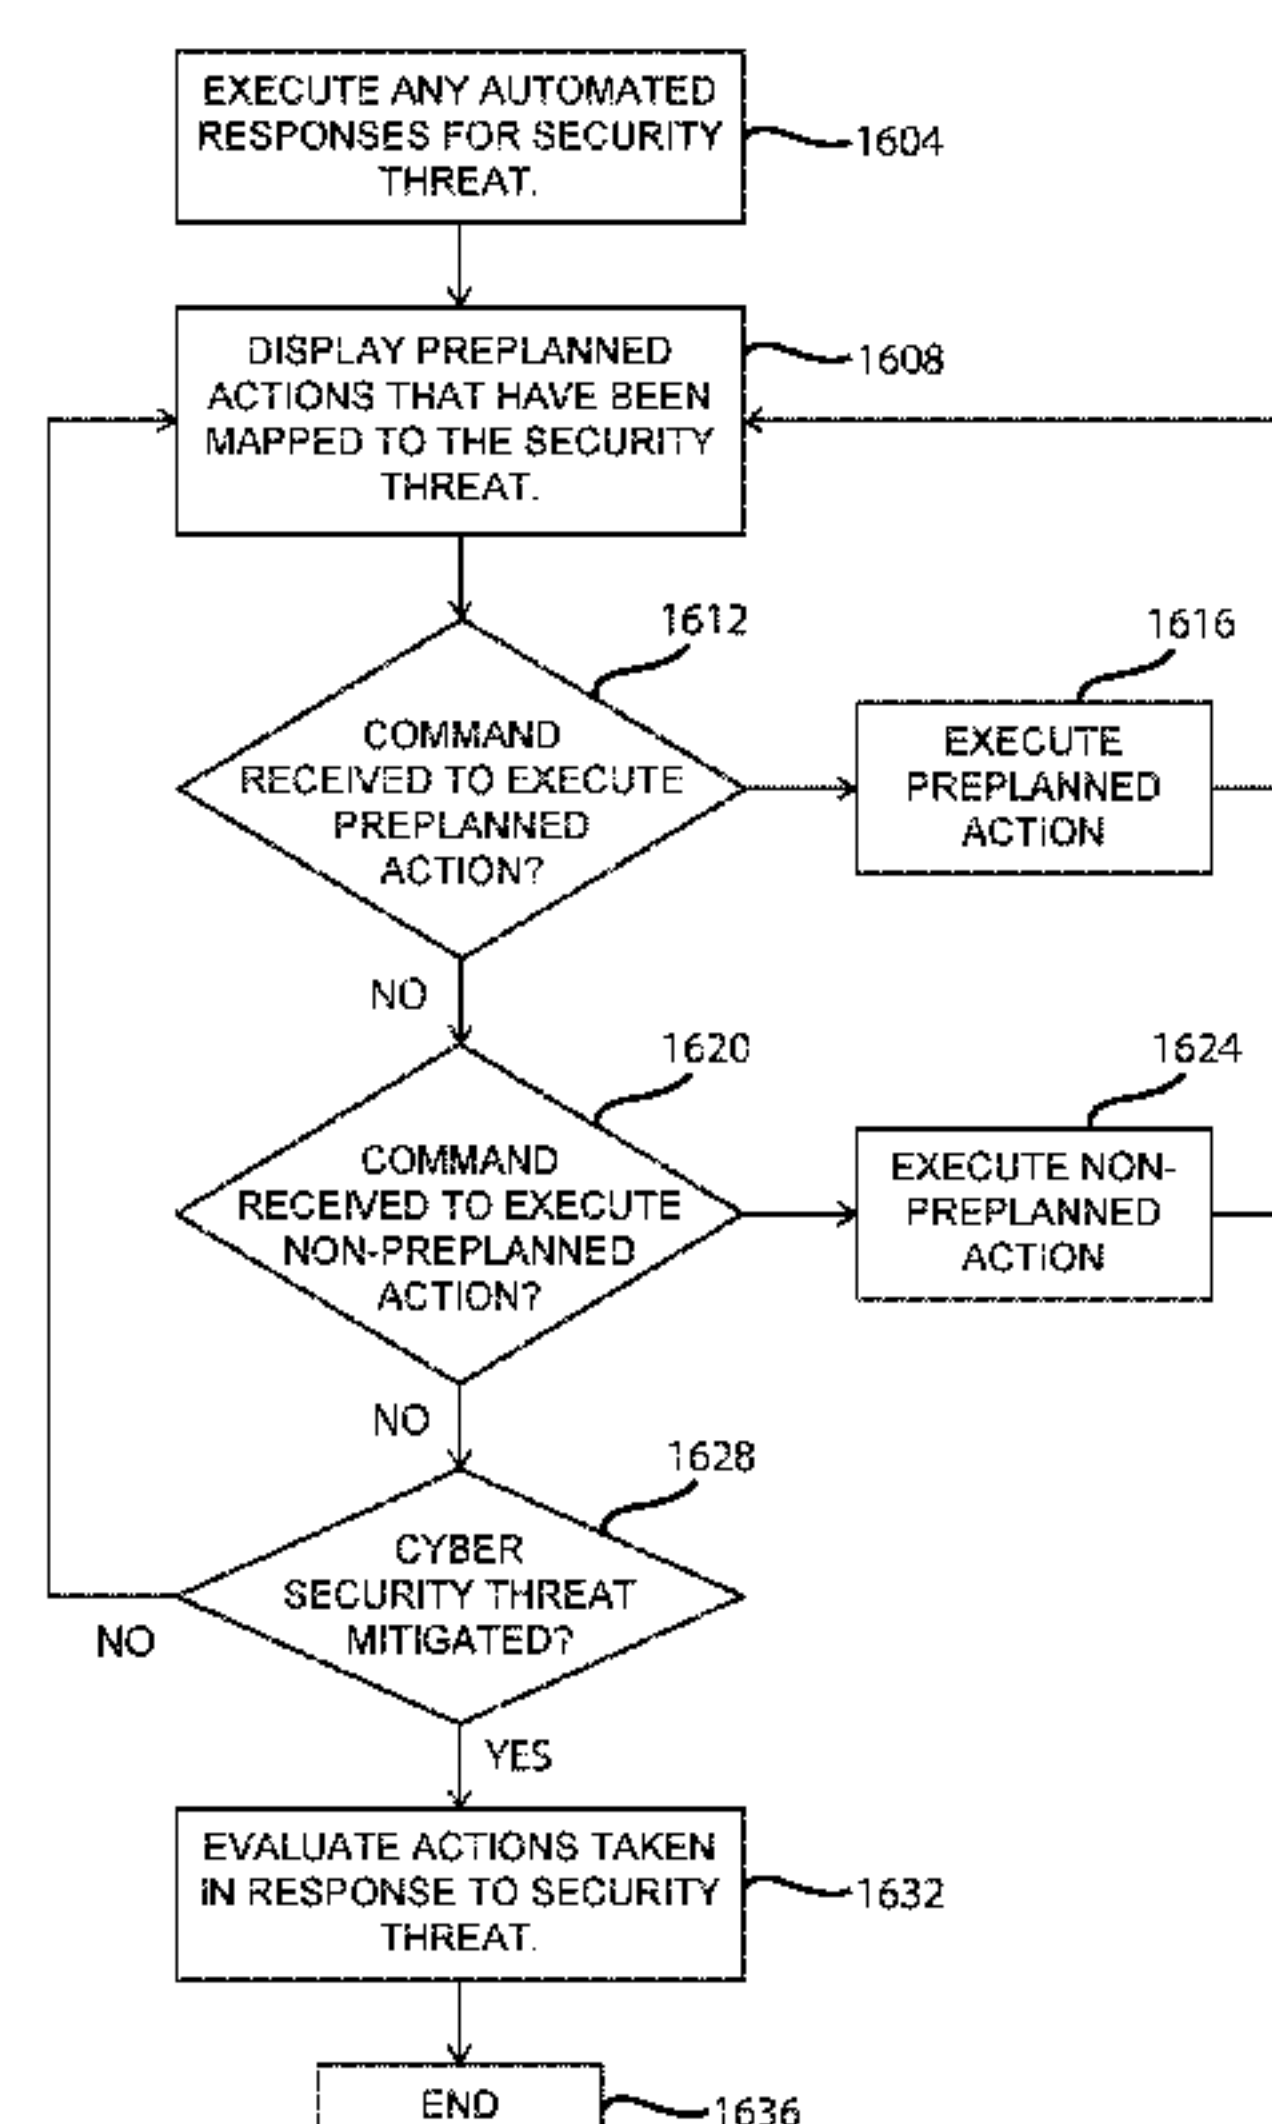 EXECUTE ANY AUTOMATED
RESPONSES FOR SECURITY
THREAT.
1604
DISPLAY PREPLANNED
ACTIONS THAT HAVE BEEN
MAPPED TO THE SECURITY
THREAT.
1608
1612
COMMAND
RECEIVED TO EXECUTE
PREPLANNED
ACTION?
1616
EXECUTE
PREPLANNED
ACTION
NO
1620
COMMAND
RECEIVED TO EXECUTE
NON-PREPLANNED
ACTION?
1624
EXECUTE NON-
PREPLANNED
ACTION
NO
1628
CYBER
SECURITY THREAT
MITIGATED?
NO
YES
EVALUATE ACTIONS TAKEN
IN RESPONSE TO SECURITY
THREAT.
1632
END
1636